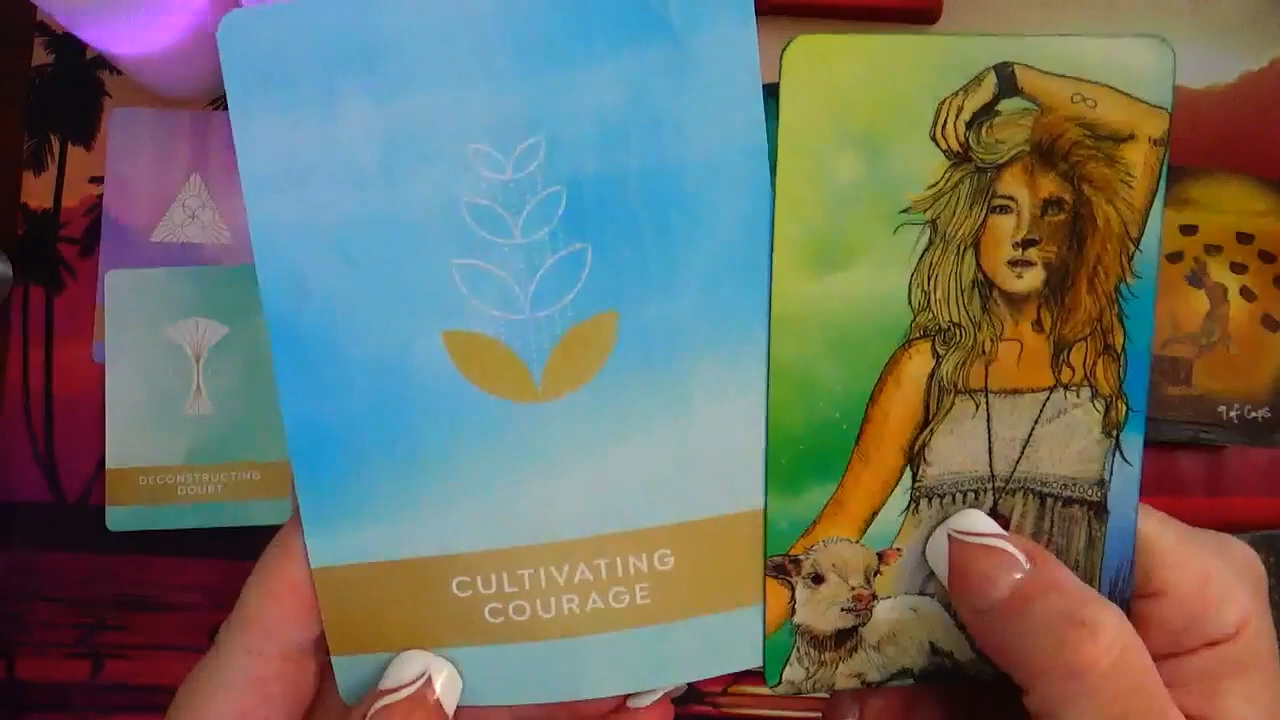 CULTIVATING
COURAGE
DECONSTRUCTING
DOUBT
9 of Cups